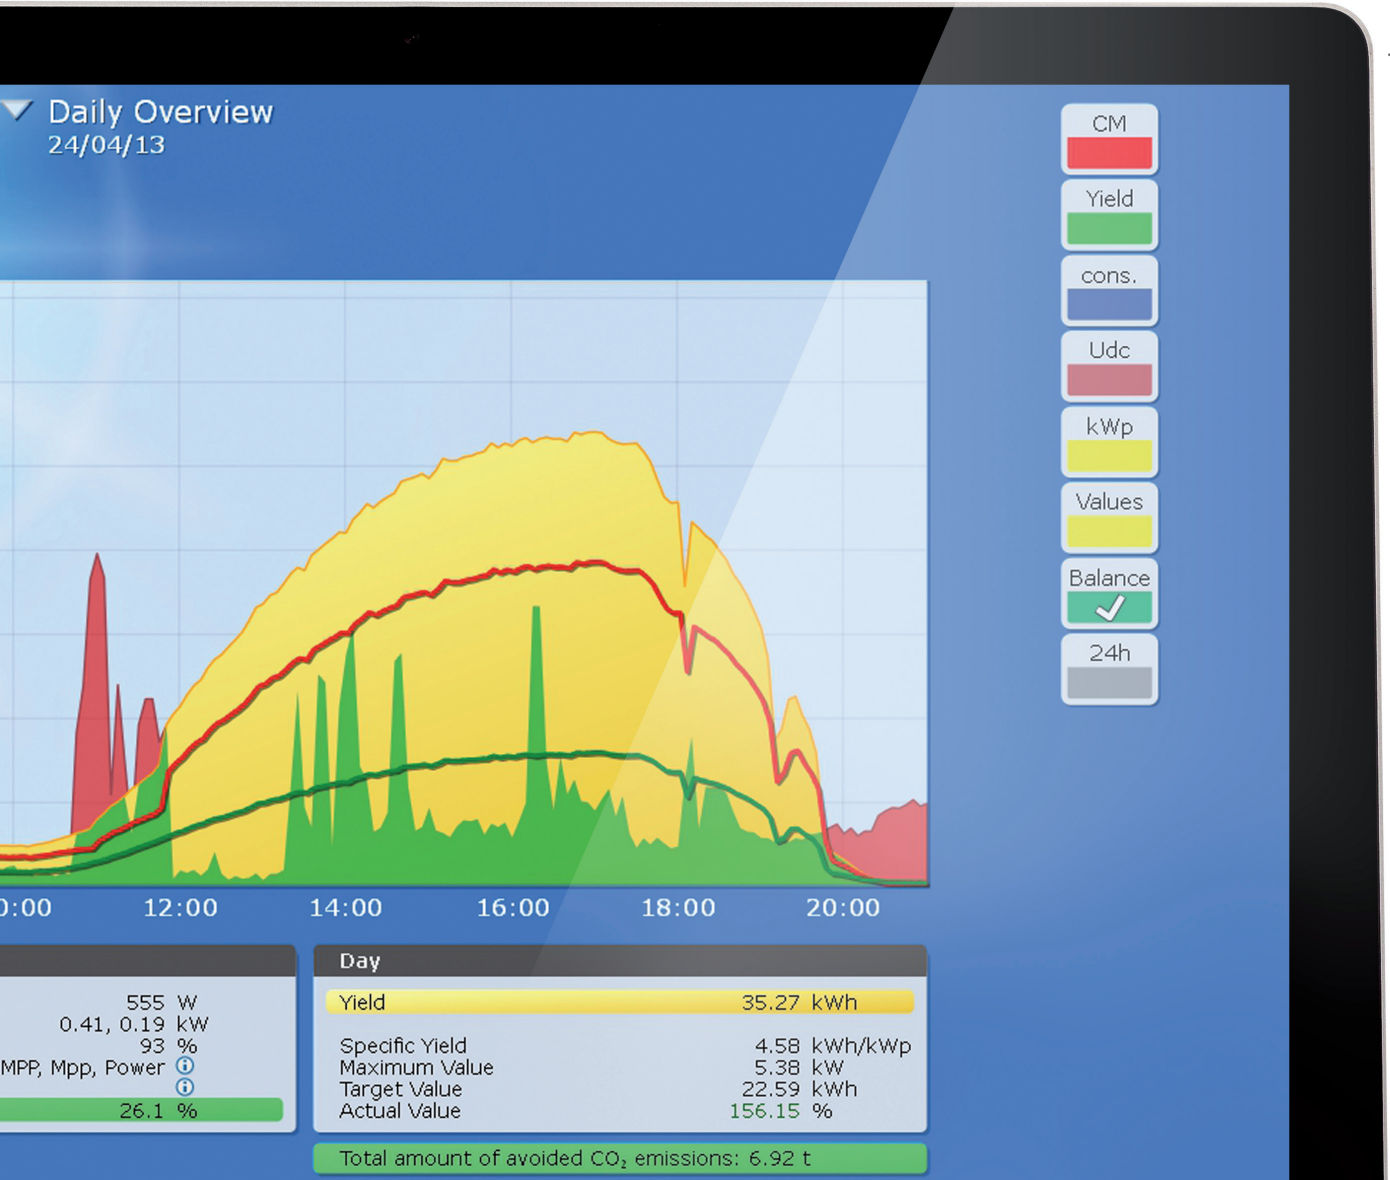 Daily Overview
24/04/13
CM
Yield
cons.
Udc
kWp
Values
Balance
24h
0:00 12:00 14:00 16:00 18:00 20:00
555 W
0.41, 0.19 kW
93 %
MPP, Mpp, Power
26.1 %
Day
Yield 35.27 kWh
Specific Yield 4.58 kWh/kWp
Maximum Value 5.38 kW
Target Value 22.59 kWh
Actual Value 156.15 %
Total amount of avoided CO₂ emissions: 6.92 t